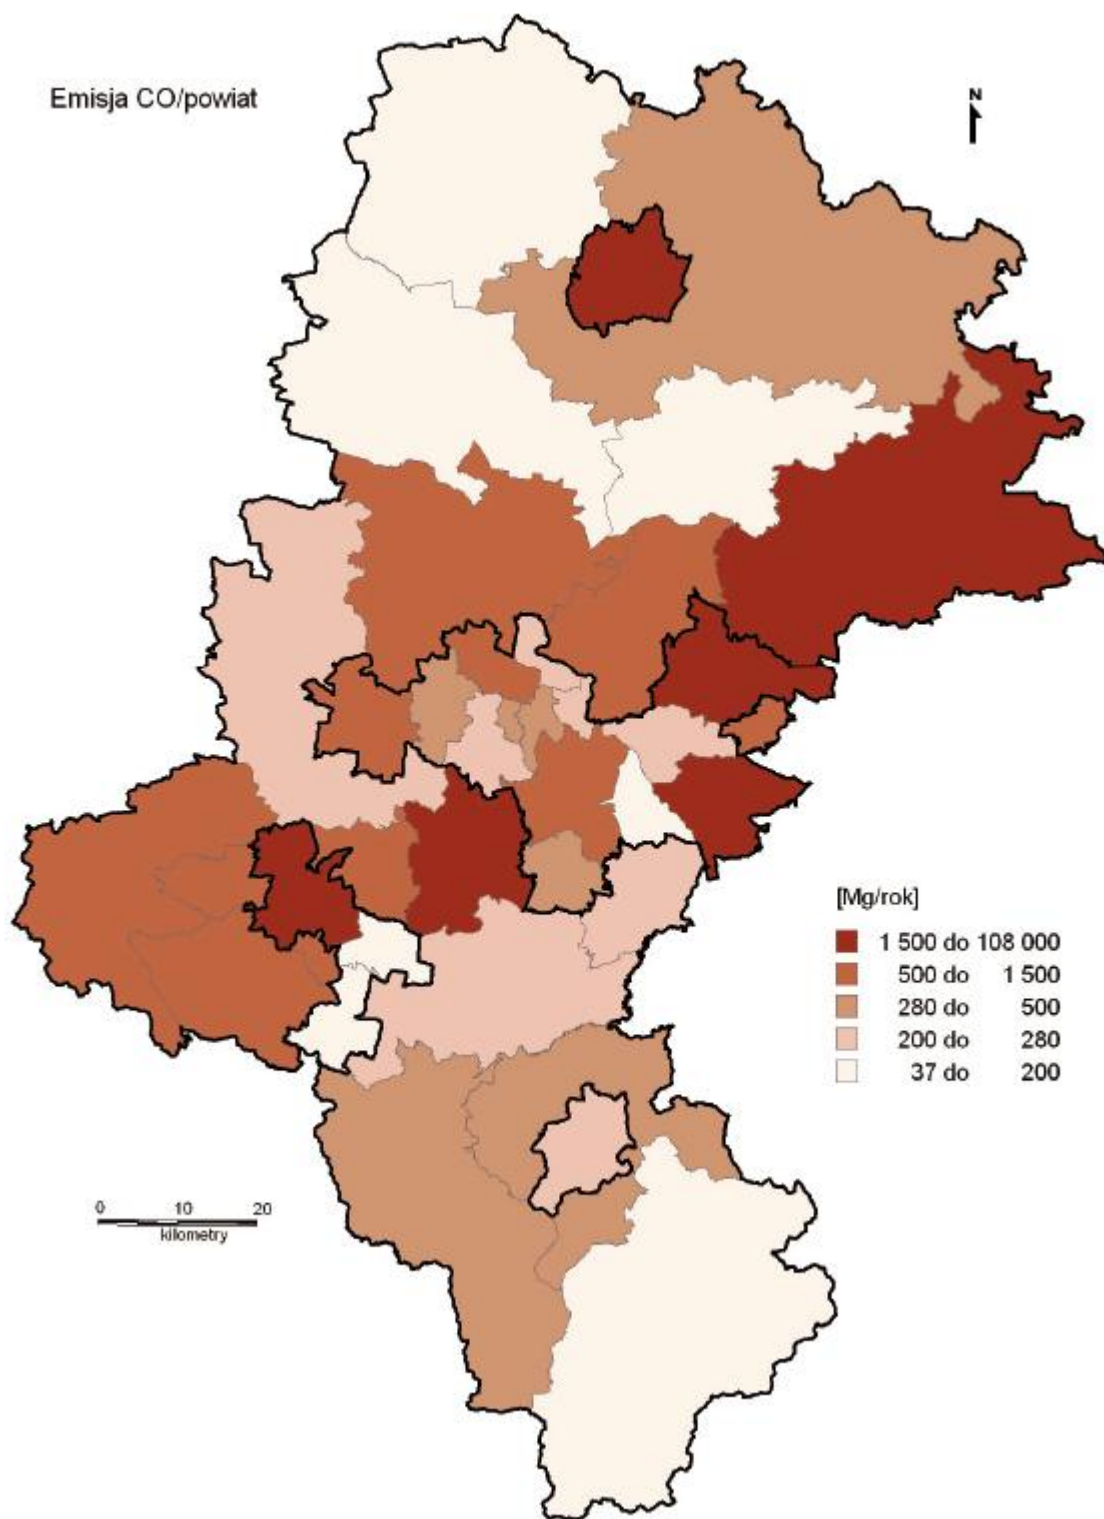 Emisja CO/powiat
N
[Mg/rok]
1 500 do 108 000
500 do 1 500
280 do 500
200 do 280
37 do 200
0 10 20
kilometry